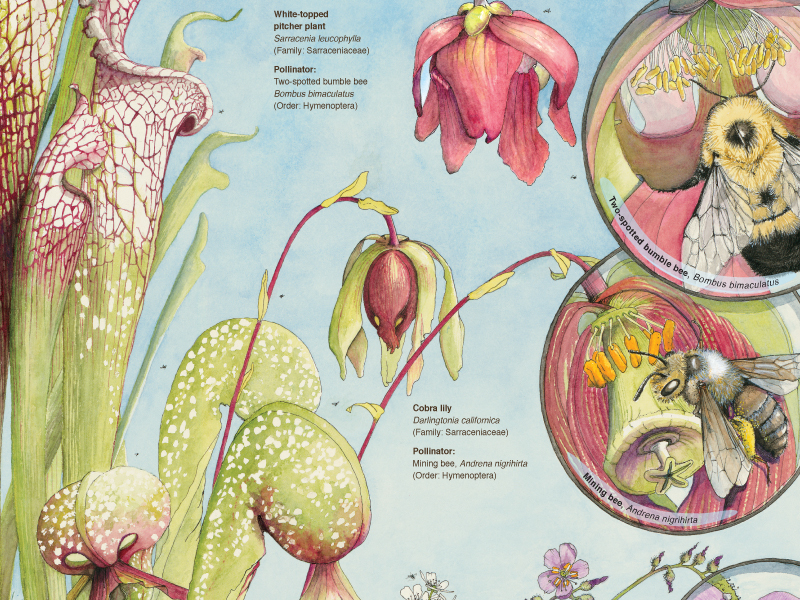 White-topped
pitcher plant
Sarracenia leucophylla
(Family: Sarraceniaceae)
Pollinator:
Two-spotted bumble bee
Bombus bimaculatus
(Order: Hymenoptera)
Two-spotted bumble bee, Bombus bimaculatus
Cobra lily
Darlingtonia californica
(Family: Sarraceniaceae)
Pollinator:
Mining bee, Andrena nigrihirta
(Order: Hymenoptera)
Mining bee, Andrena nigrihirta